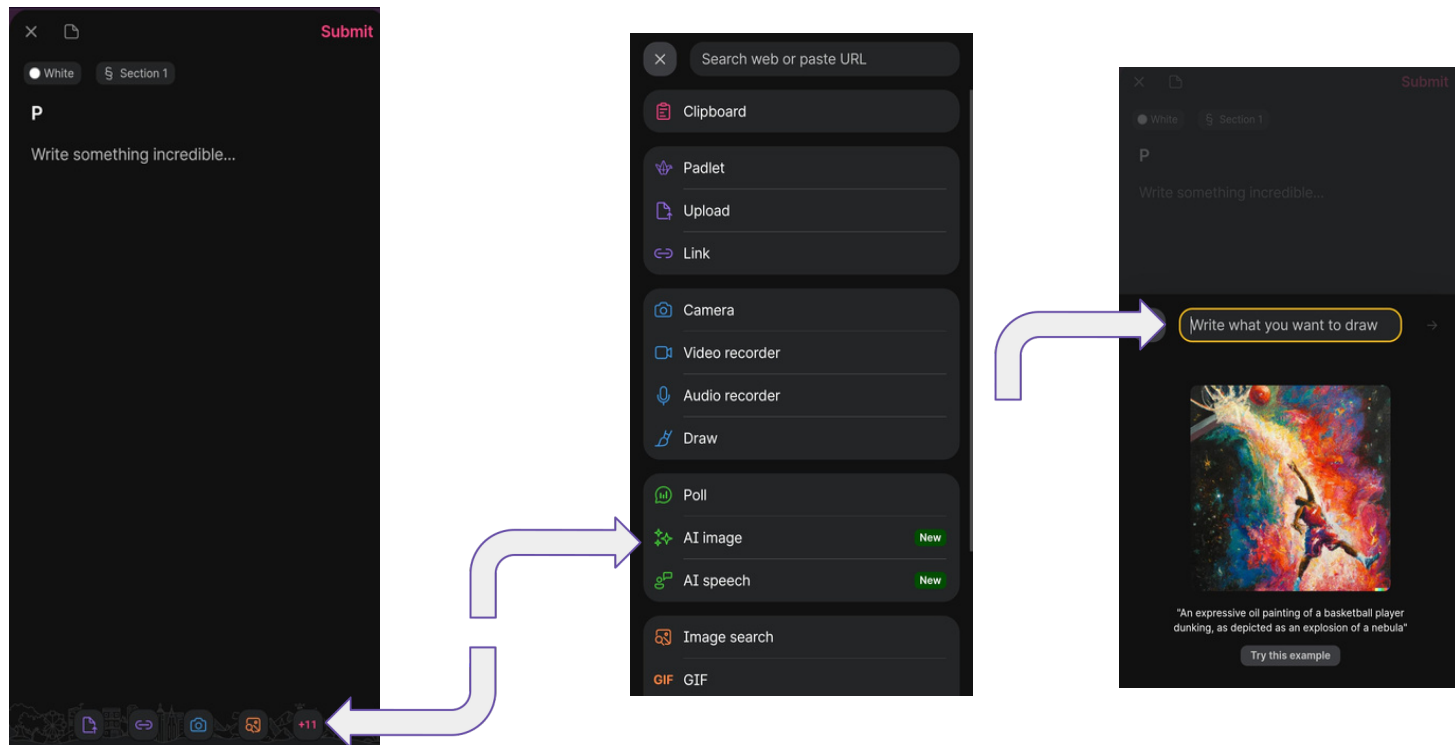 Submit
White
§ Section 1
P
Write something incredible...
+11
Search web or paste URL
Clipboard
Padlet
Upload
Link
Camera
Video recorder
Audio recorder
Draw
Poll
AI image New
AI speech New
Image search
GIF GIF
Submit
White
§ Section 1
P
Write something incredible...
Write what you want to draw
"An expressive oil painting of a basketball player
dunking, as depicted as an explosion of a nebula"
Try this example